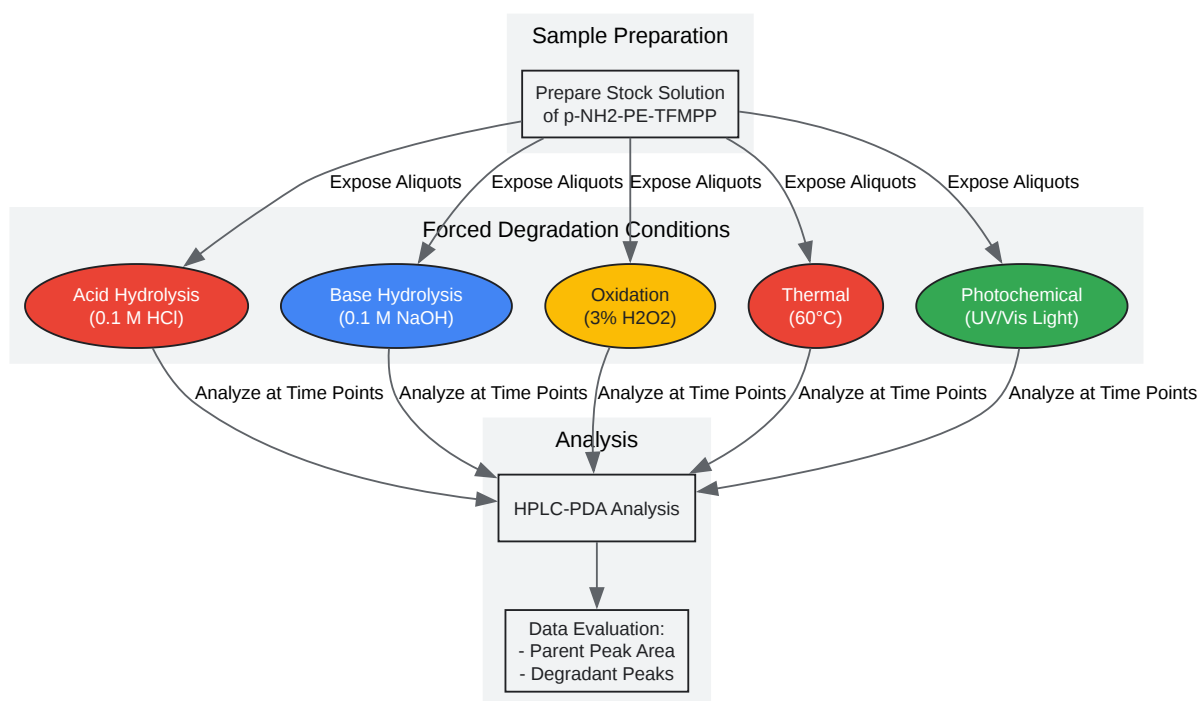 Sample Preparation
Prepare Stock Solution
of p-NH2-PE-TFMPP
Expose Aliquots
Expose Aliquots
Expose Aliquots
Expose Aliquots
Expose Aliquots
Forced Degradation Conditions
Acid Hydrolysis
(0.1 M HCl)
Base Hydrolysis
(0.1 M NaOH)
Oxidation
(3% H2O2)
Thermal
(60°C)
Photochemical
(UV/Vis Light)
Analyze at Time Points
Analyze at Time Points
Analyze at Time Points
Analyze at Time Points
Analyze at Time Points
Analysis
HPLC-PDA Analysis
Data Evaluation:
- Parent Peak Area
- Degradant Peaks